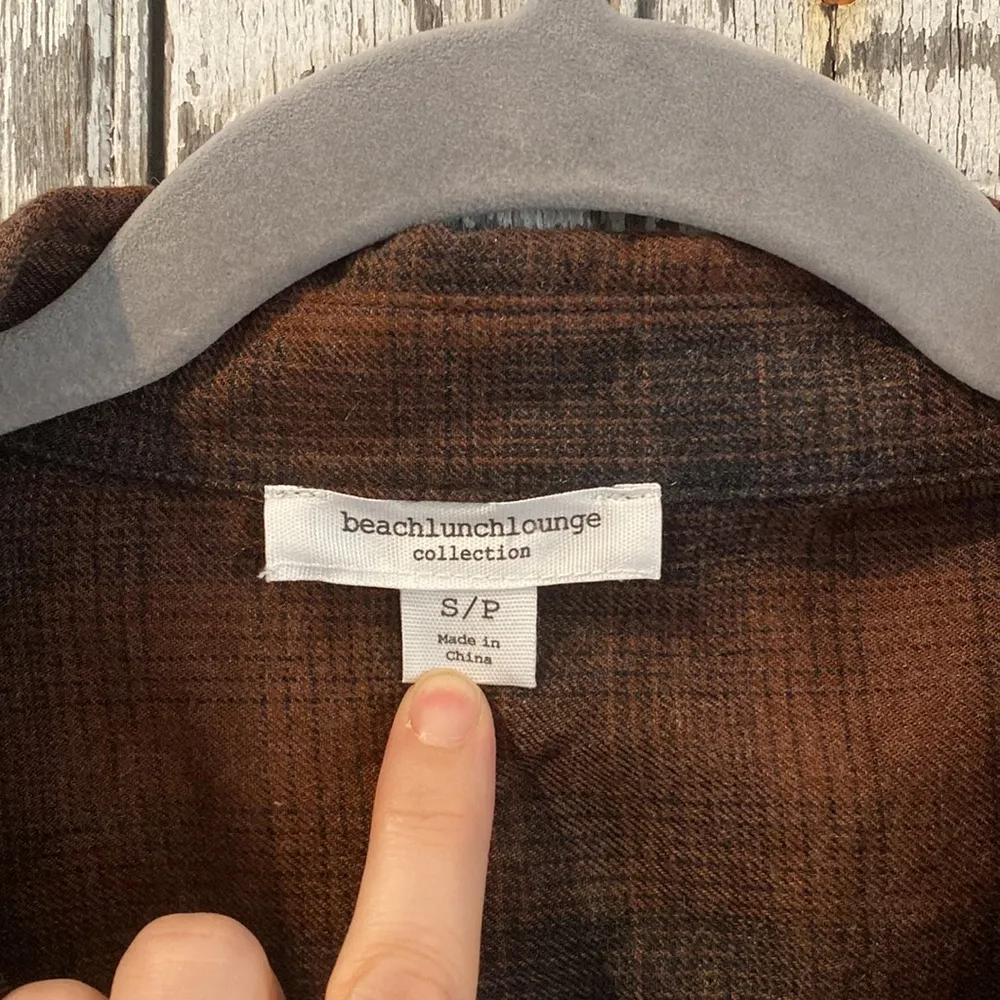 beachlunchlounge
collection
S/P
Made in
China